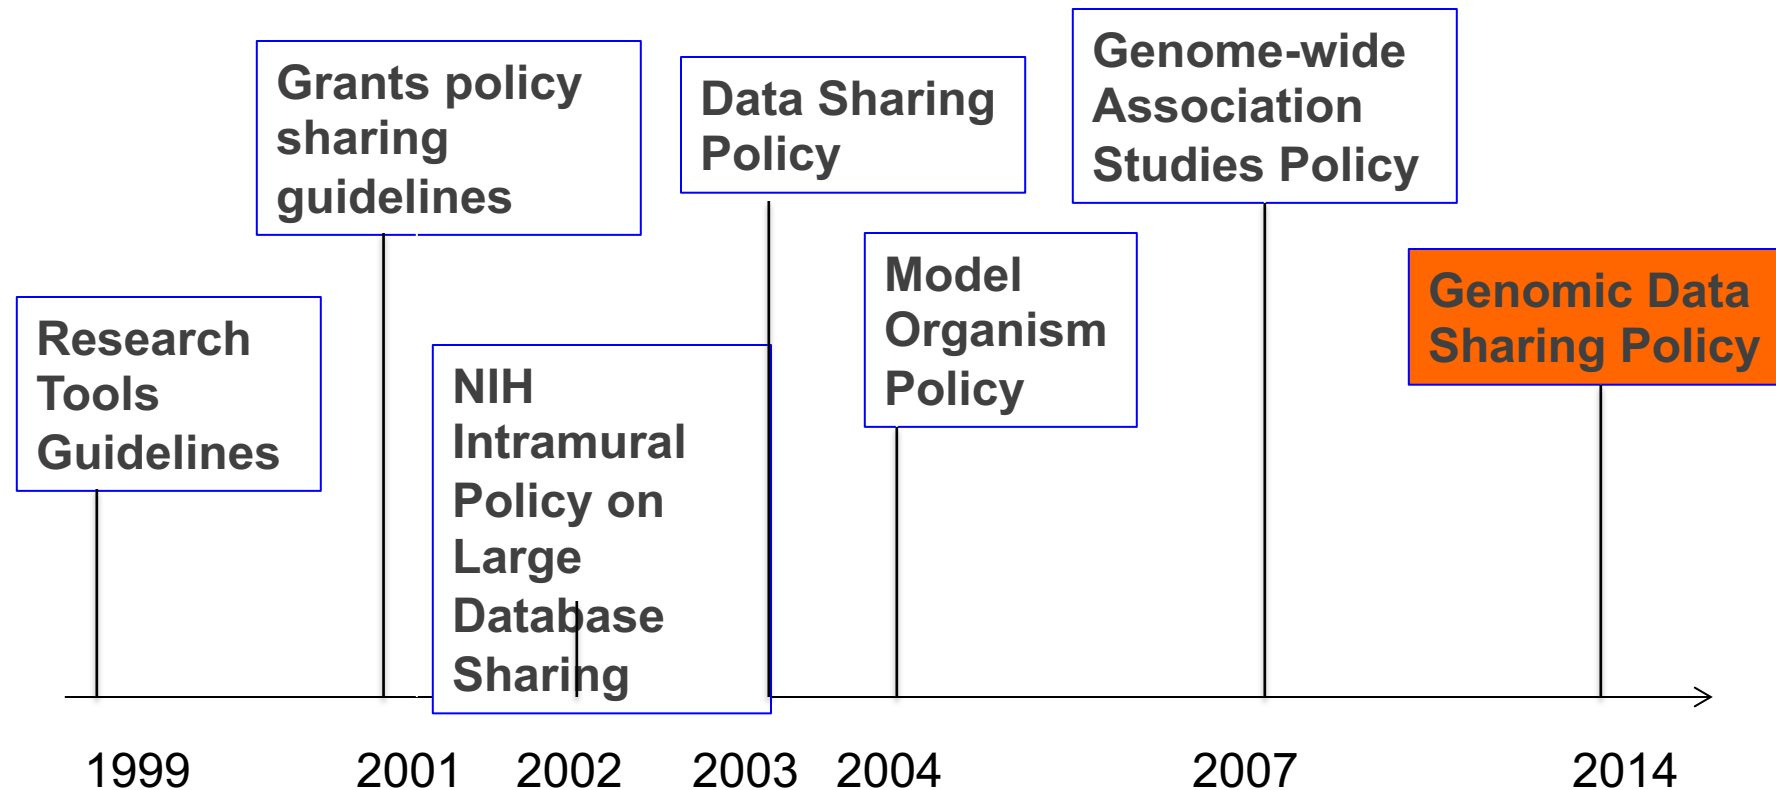 Research
Tools
Guidelines
Grants policy
sharing
guidelines
NIH
Intramural
Policy on
Large
Database
Sharing
Data Sharing
Policy
Model
Organism
Policy
Genome-wide
Association
Studies Policy
Genomic Data
Sharing Policy
1999
2001
2002
2003
2004
2007
2014